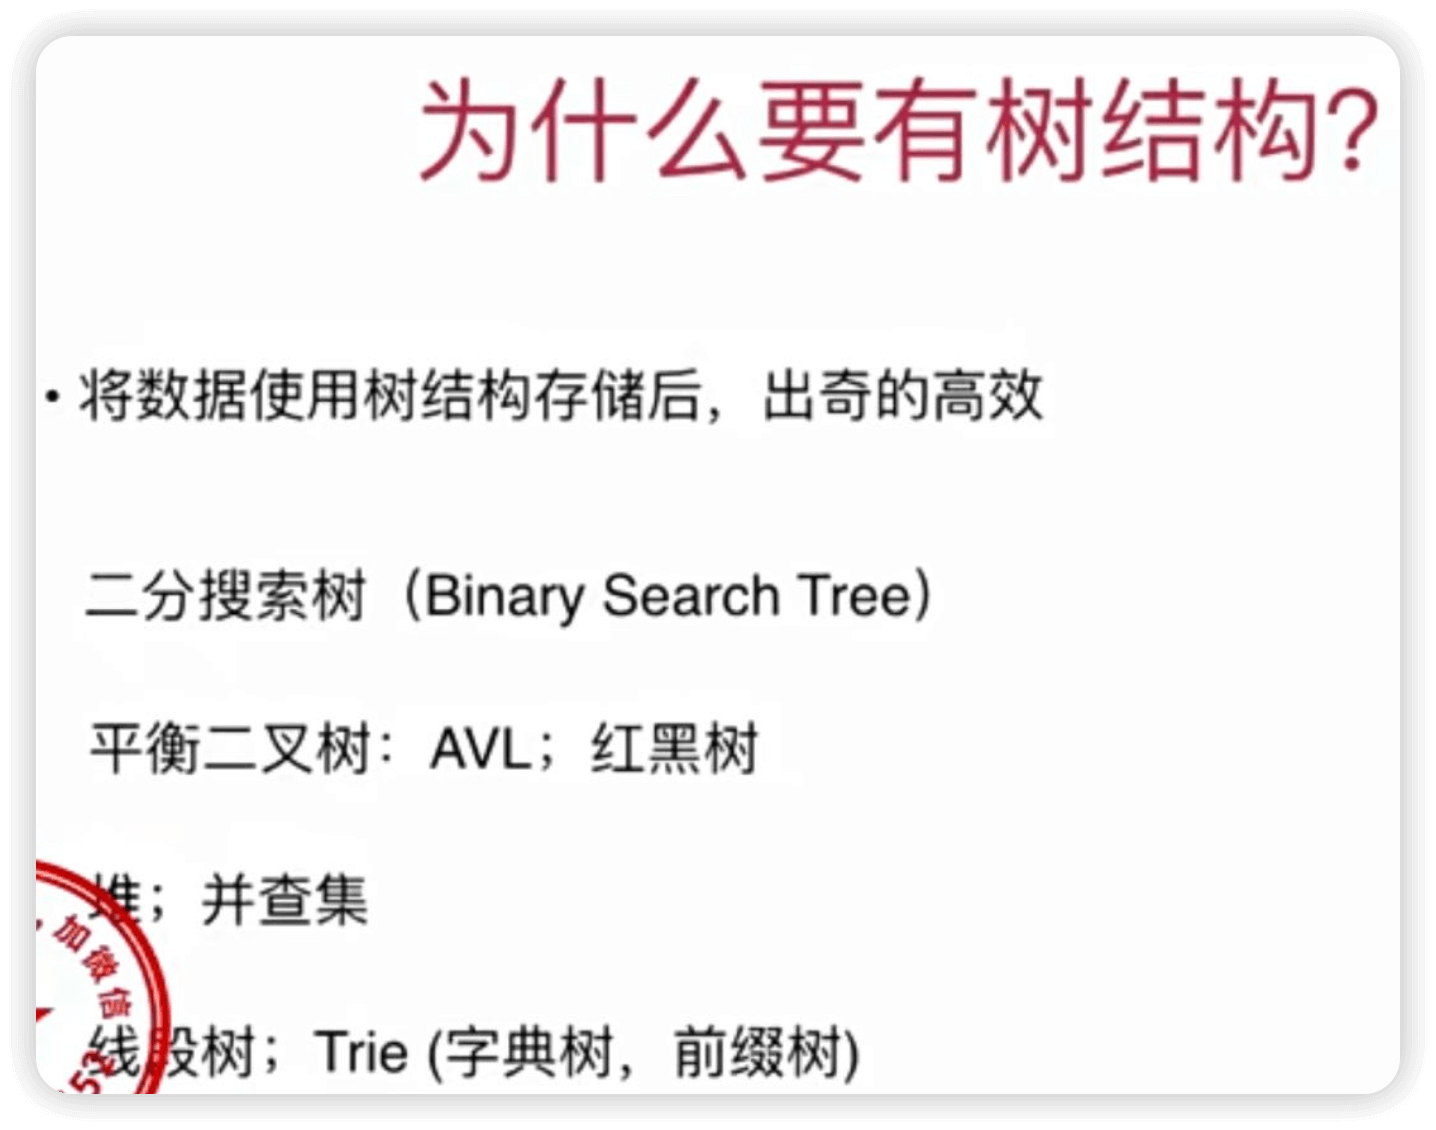 为什么要有树结构?
• 将数据使用树结构存储后，出奇的高效
二分搜索树（Binary Search Tree）
平衡二叉树：AVL；红黑树
堆；并查集
加微信
线段树；Trie (字典树，前缀树)